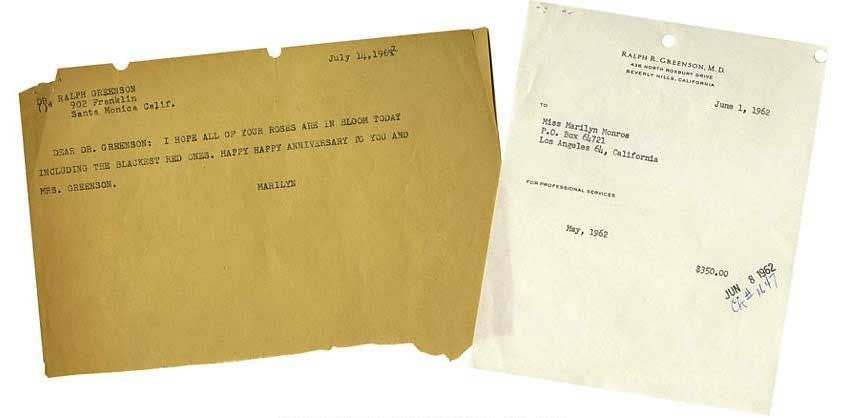 July 14,1962
DR. RALPH GREENSON
902 Franklin
Santa Monica Calif.
DEAR DR. GREENSON: I HOPE ALL OF YOUR ROSES ARE IN BLOOM TODAY
INCLUDING THE BLACKEST RED ONES. HAPPY HAPPY ANNIVERSARY TO YOU AND
MRS. GREENSON.
MARILYN
RALPH R. GREENSON, M. D.
436 NORTH ROXBURY DRIVE
BEVERLY HILLS, CALIFORNIA
June 1, 1962
TO
Miss Marilyn Monroe
P.O. Box 64721
Los Angeles 64, California
FOR PROFESSIONAL SERVICES
May, 1962
$350.00
JUN 8 1962
CK# 1647